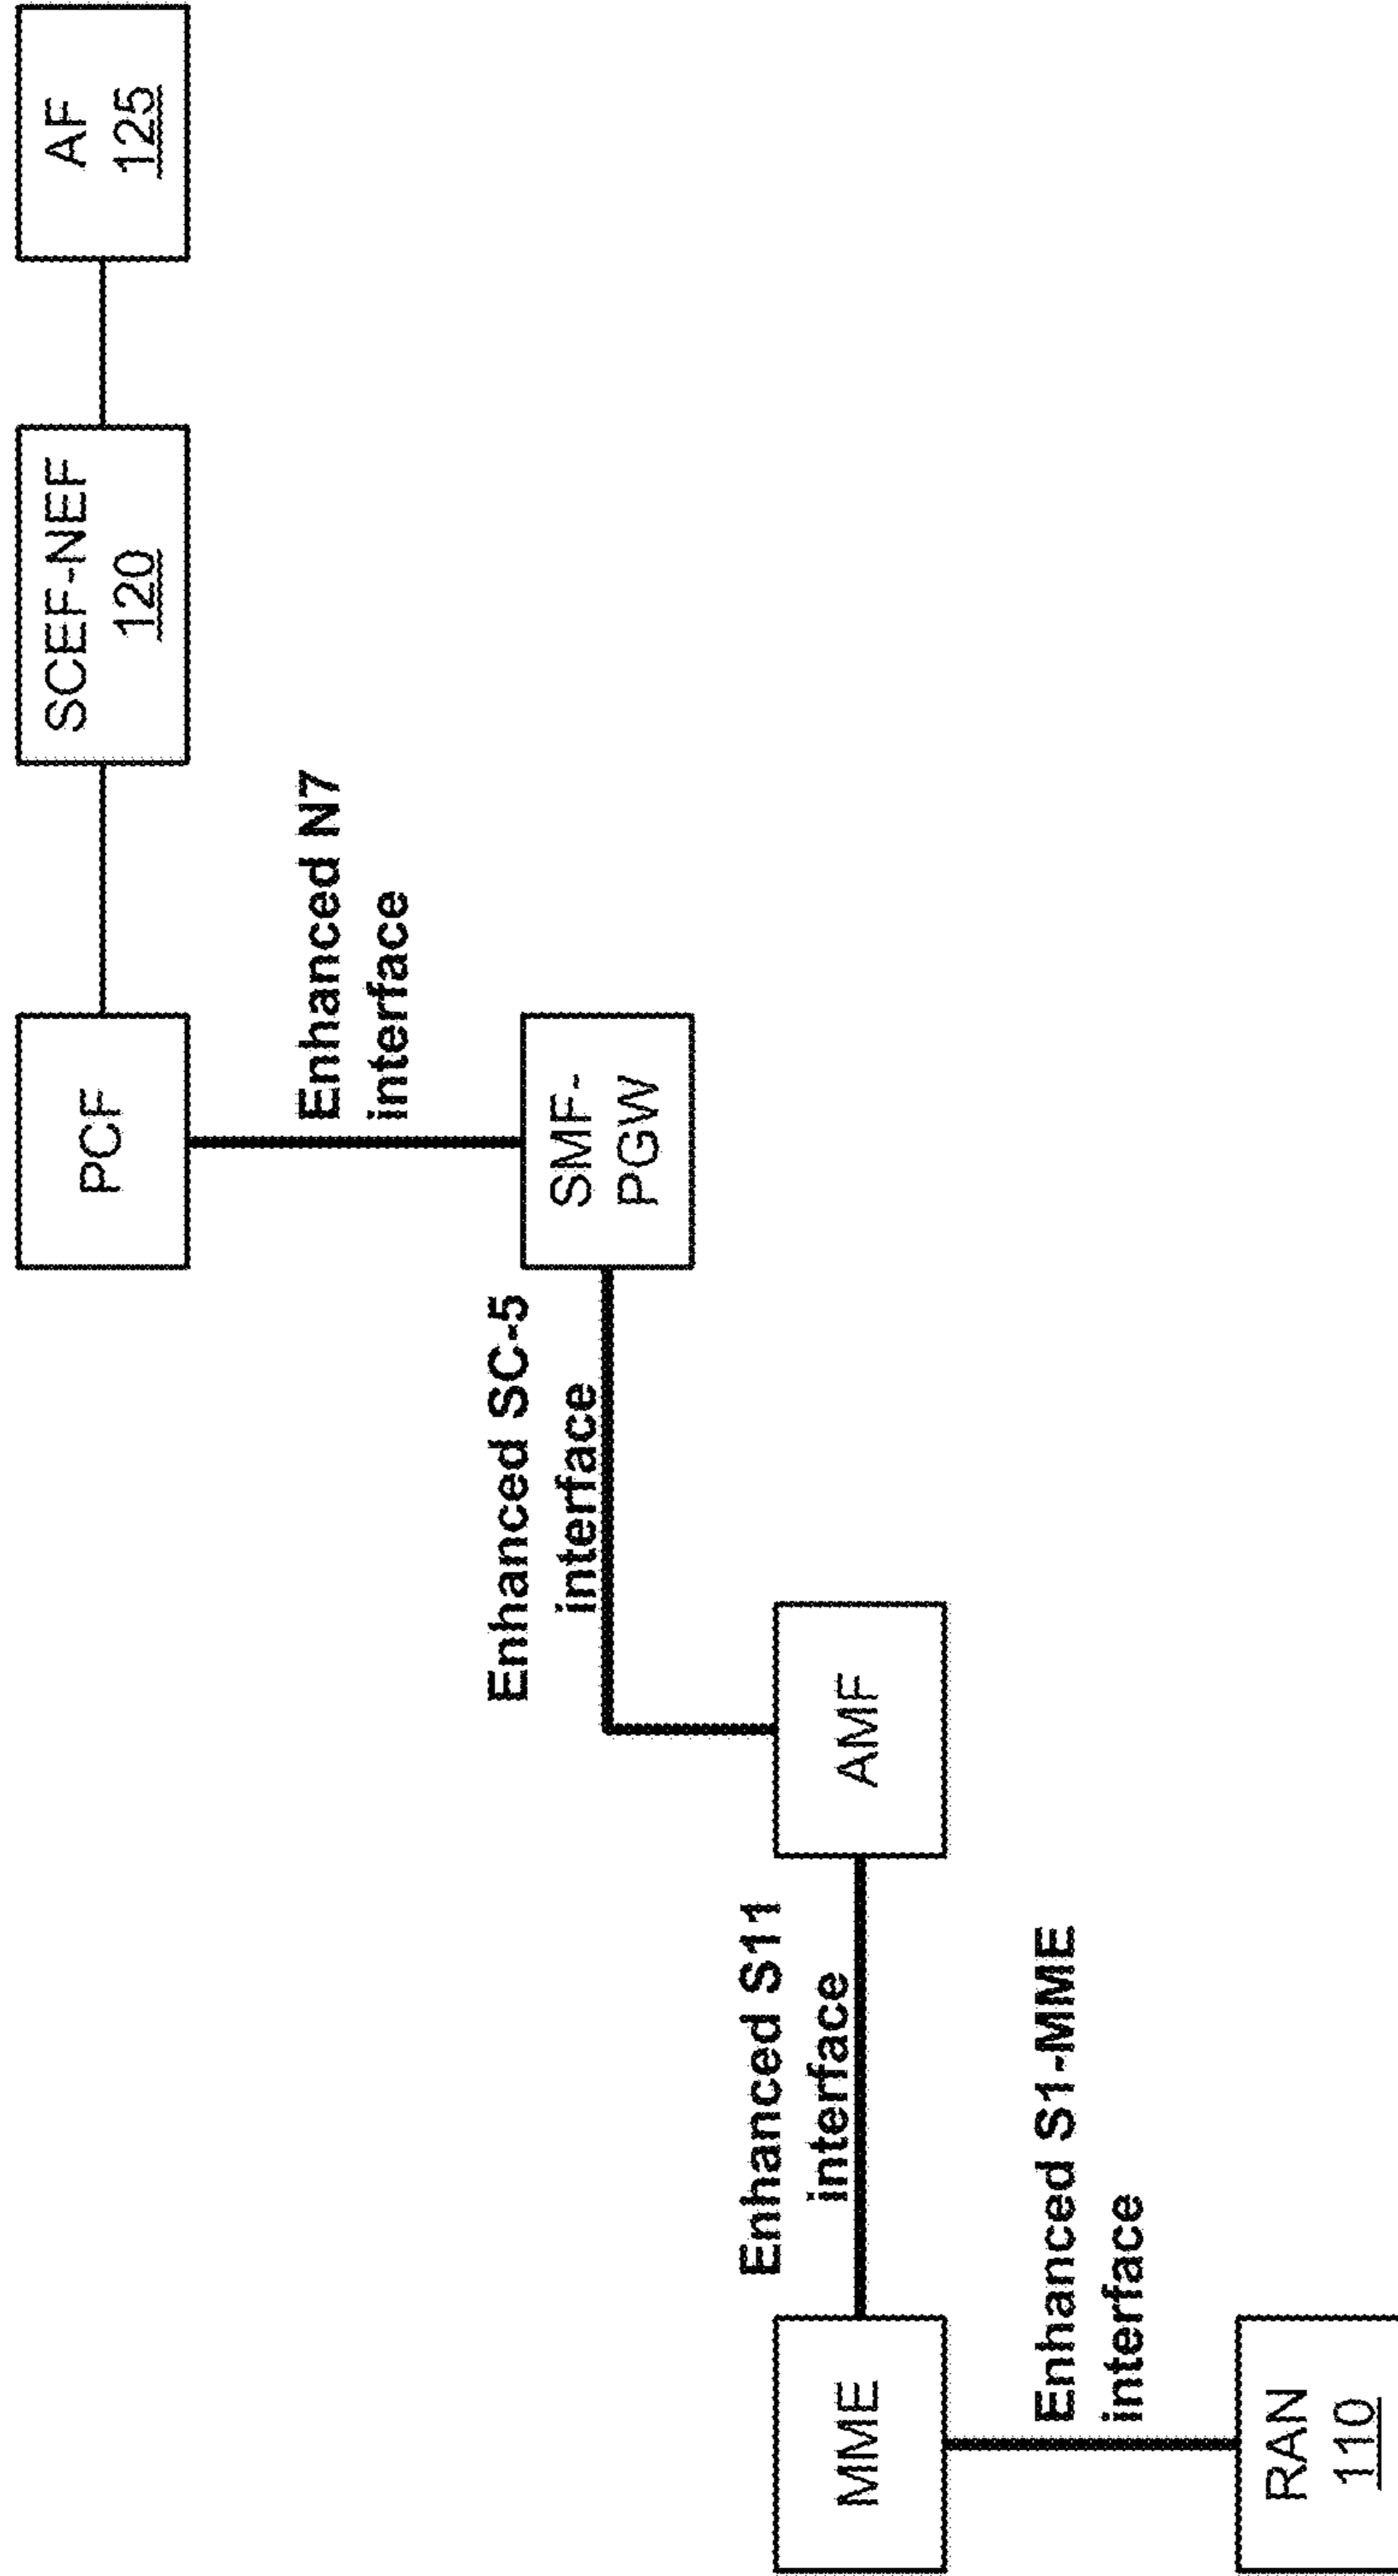 AF
125
SCEF-NEF
120
PCF
Enhanced N7
interface
SMF-
PGW
Enhanced SC-5
interface
AMF
Enhanced S11
interface
MME
Enhanced S1-MME
interface
RAN
110